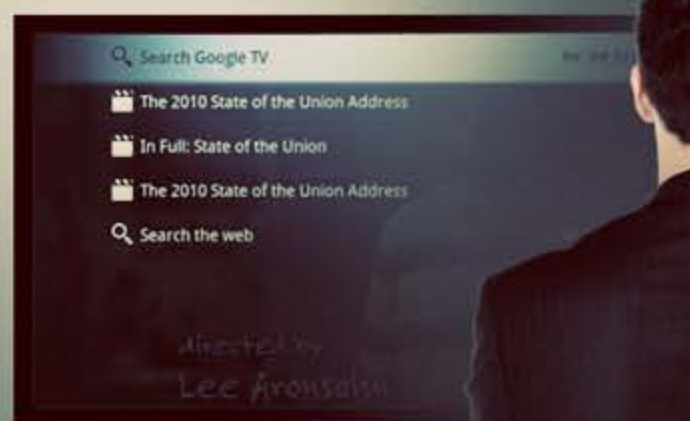 Search Google TV
The 2010 State of the Union Address
In Full: State of the Union
The 2010 State of the Union Address
Search the web
directed by
Lee Aronsohn